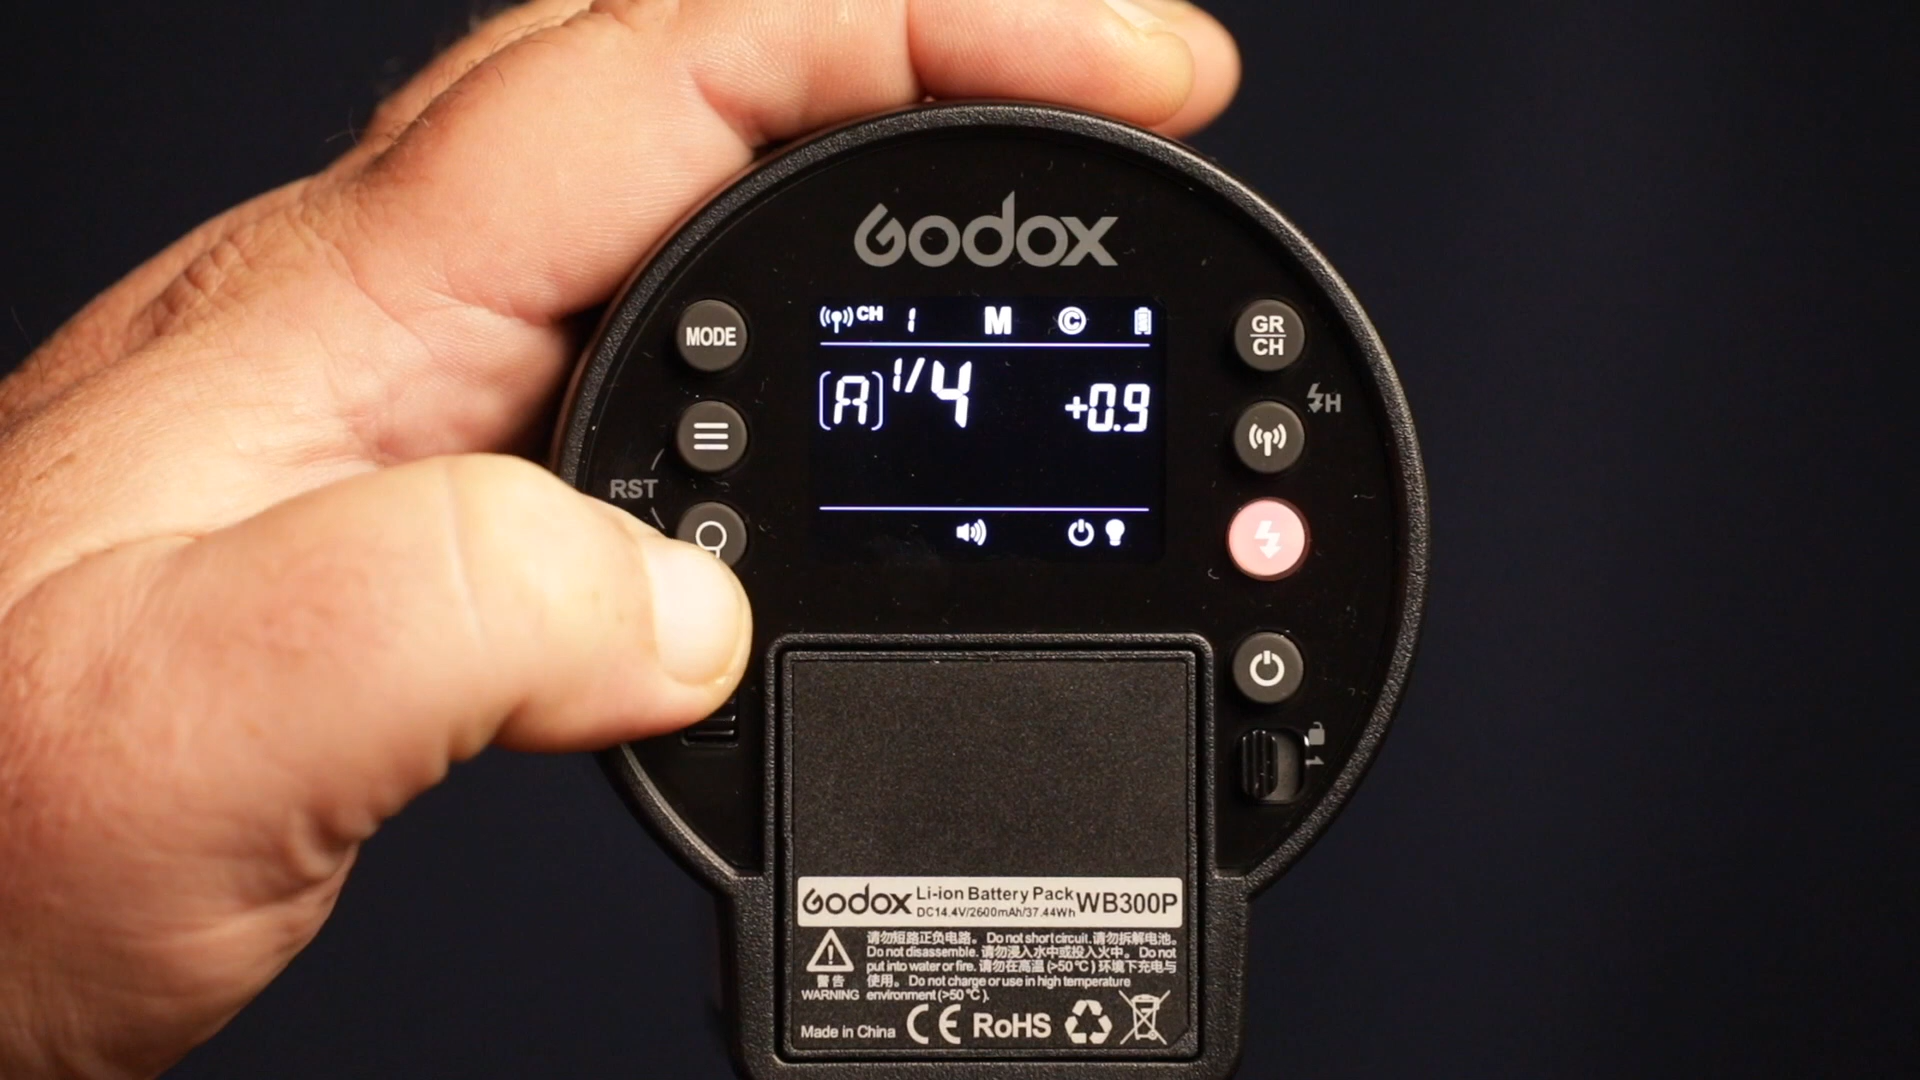 Godox
CH 1 M C
MODE
GR
CH
[A] 1/4 +0.9
H
RST
Godox Li-ion Battery Pack WB300P
DC14.4V/2600mAh/37.44Wh
请勿短路正负电路。Do not short circuit.请勿拆解电池。
Do not disassemble. 请勿浸入水中或投入火中。Do not
put into water or fire. 请勿在高温 (>50℃) 环境下充电与
使用。Do not charge or use in high temperature
environment (>50℃).
警告
WARNING
Made in China CE RoHS